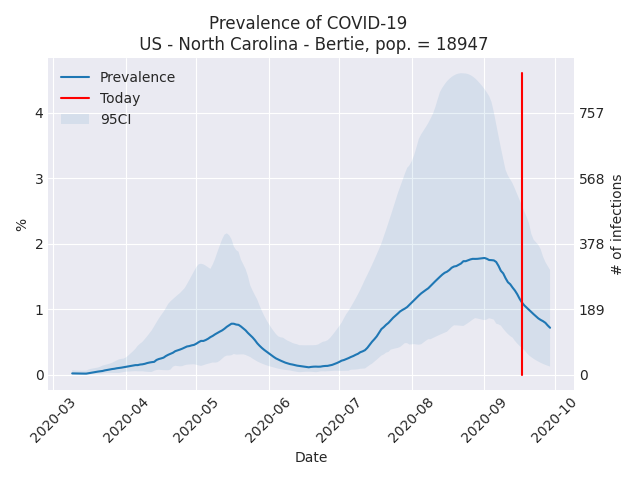 Prevalence of COVID-19
US - North Carolina - Bertie, pop. = 18947
Prevalence
Today
95CI
%
4
3
2
1
0
757
568
378
189
0
# of infections
2020-03
2020-04
2020-05
2020-06
2020-07
2020-08
2020-09
2020-10
Date